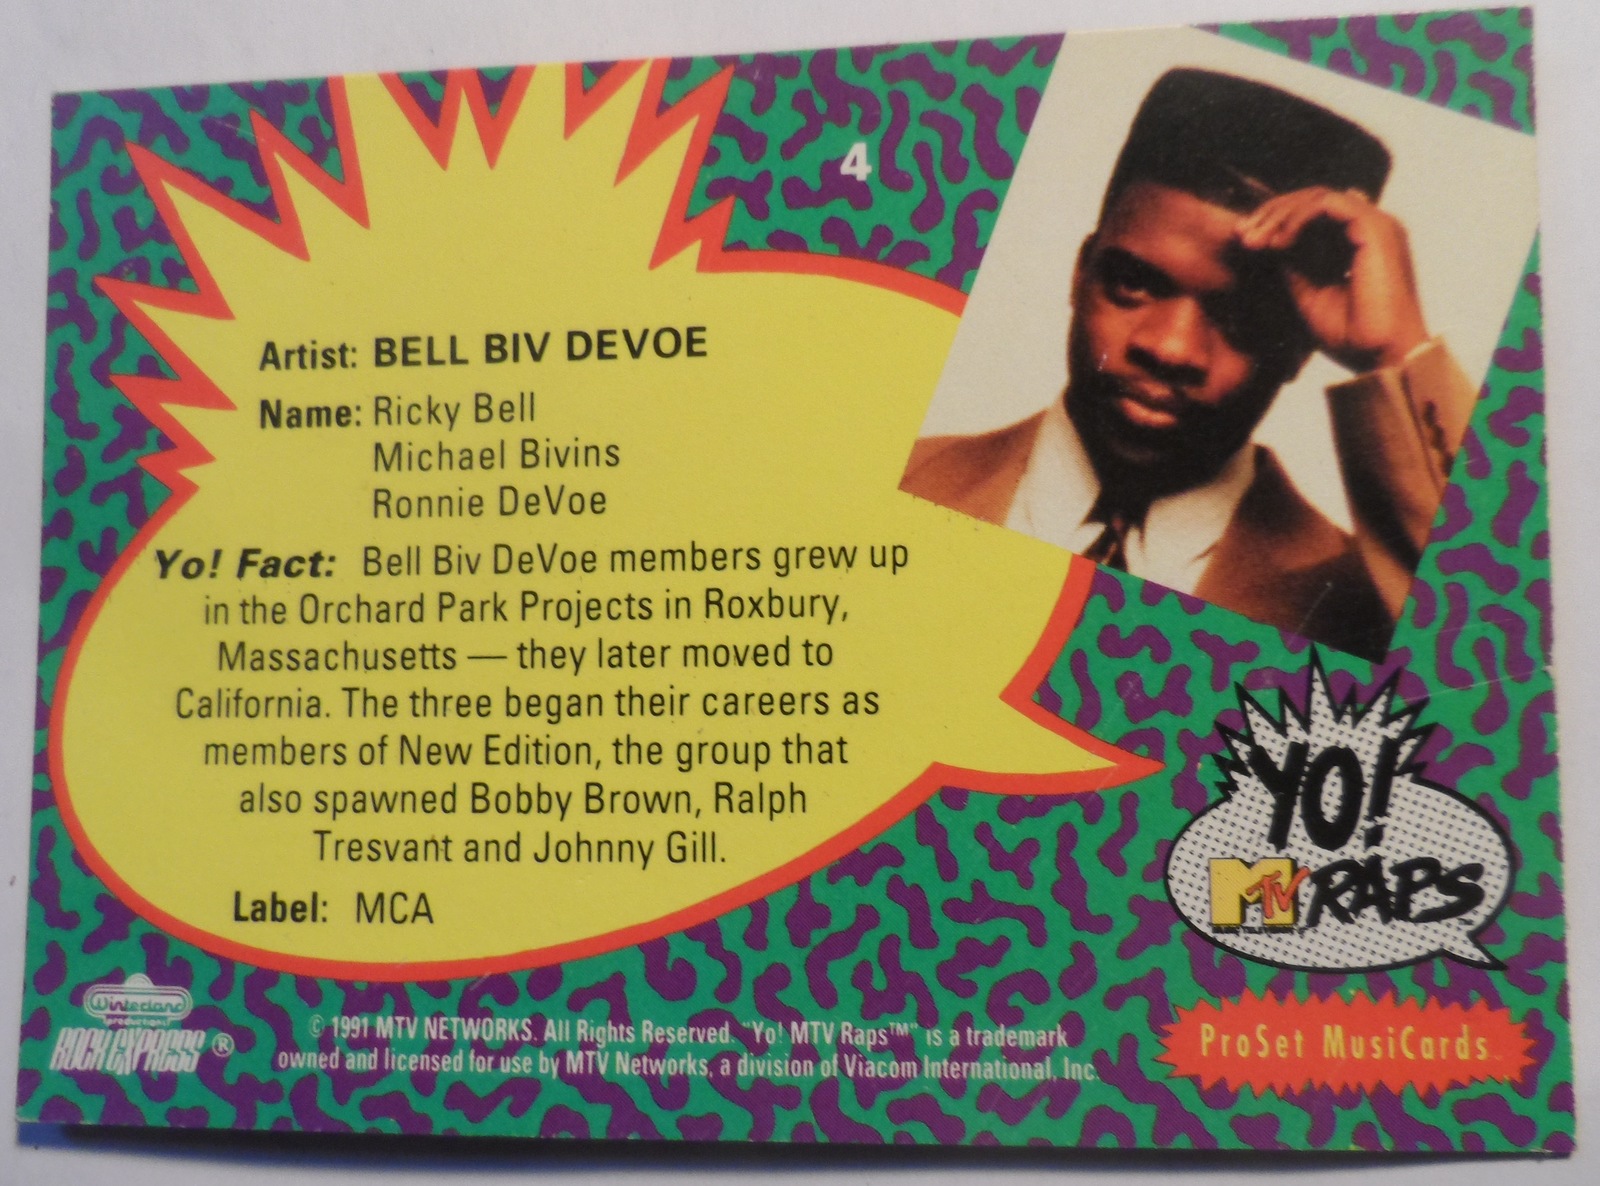 4
Artist: BELL BIV DEVOE
Name: Ricky Bell
Michael Bivins
Ronnie DeVoe
Yo! Fact: Bell Biv DeVoe members grew up
in the Orchard Park Projects in Roxbury,
Massachusetts — they later moved to
California. The three began their careers as
members of New Edition, the group that
also spawned Bobby Brown, Ralph
Tresvant and Johnny Gill.
Label: MCA
YO!
MTV RAPS
MUSIC TELEVISION
ProSet MusiCards
Winterland
productions
ROCK EXPRESS ®
© 1991 MTV NETWORKS. All Rights Reserved. "Yo! MTV Raps™" is a trademark
owned and licensed for use by MTV Networks, a division of Viacom International, Inc.